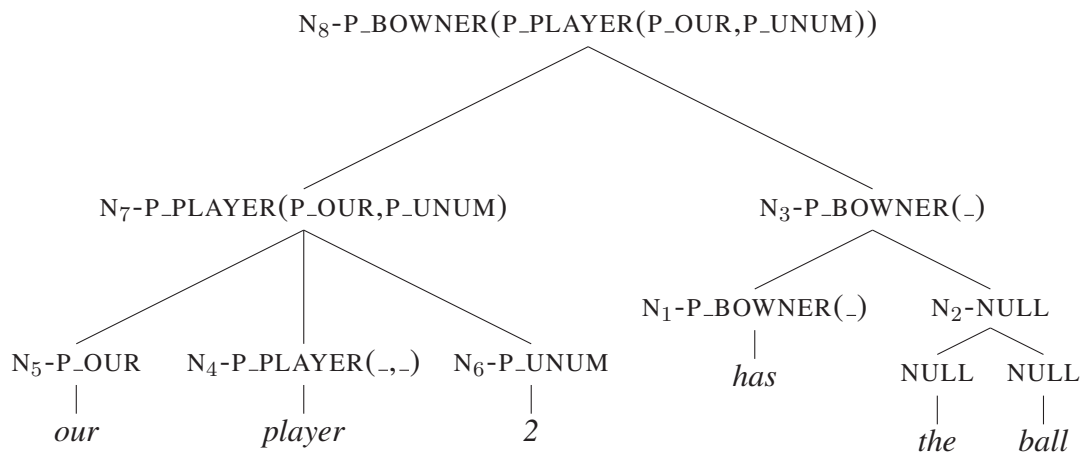 N₈-P_BOWNER(P_PLAYER(P_OUR,P_UNUM))
N₇-P_PLAYER(P_OUR,P_UNUM) N₃-P_BOWNER(_)
N₁-P_BOWNER(_) N₂-NULL
N₅-P_OUR N₄-P_PLAYER(_,_) N₆-P_UNUM has NULL NULL
our player 2 the ball